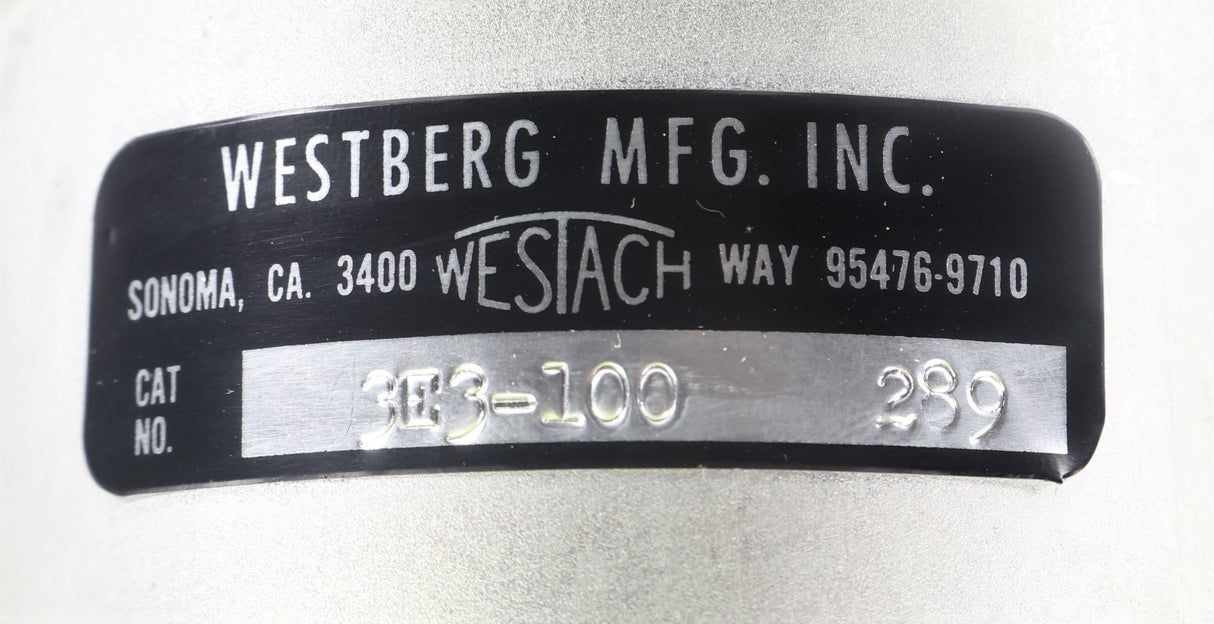 WESTBERG MFG. INC.
SONOMA, CA. 3400 WESTACH WAY 95476-9710
CAT NO. 3E3-100 289